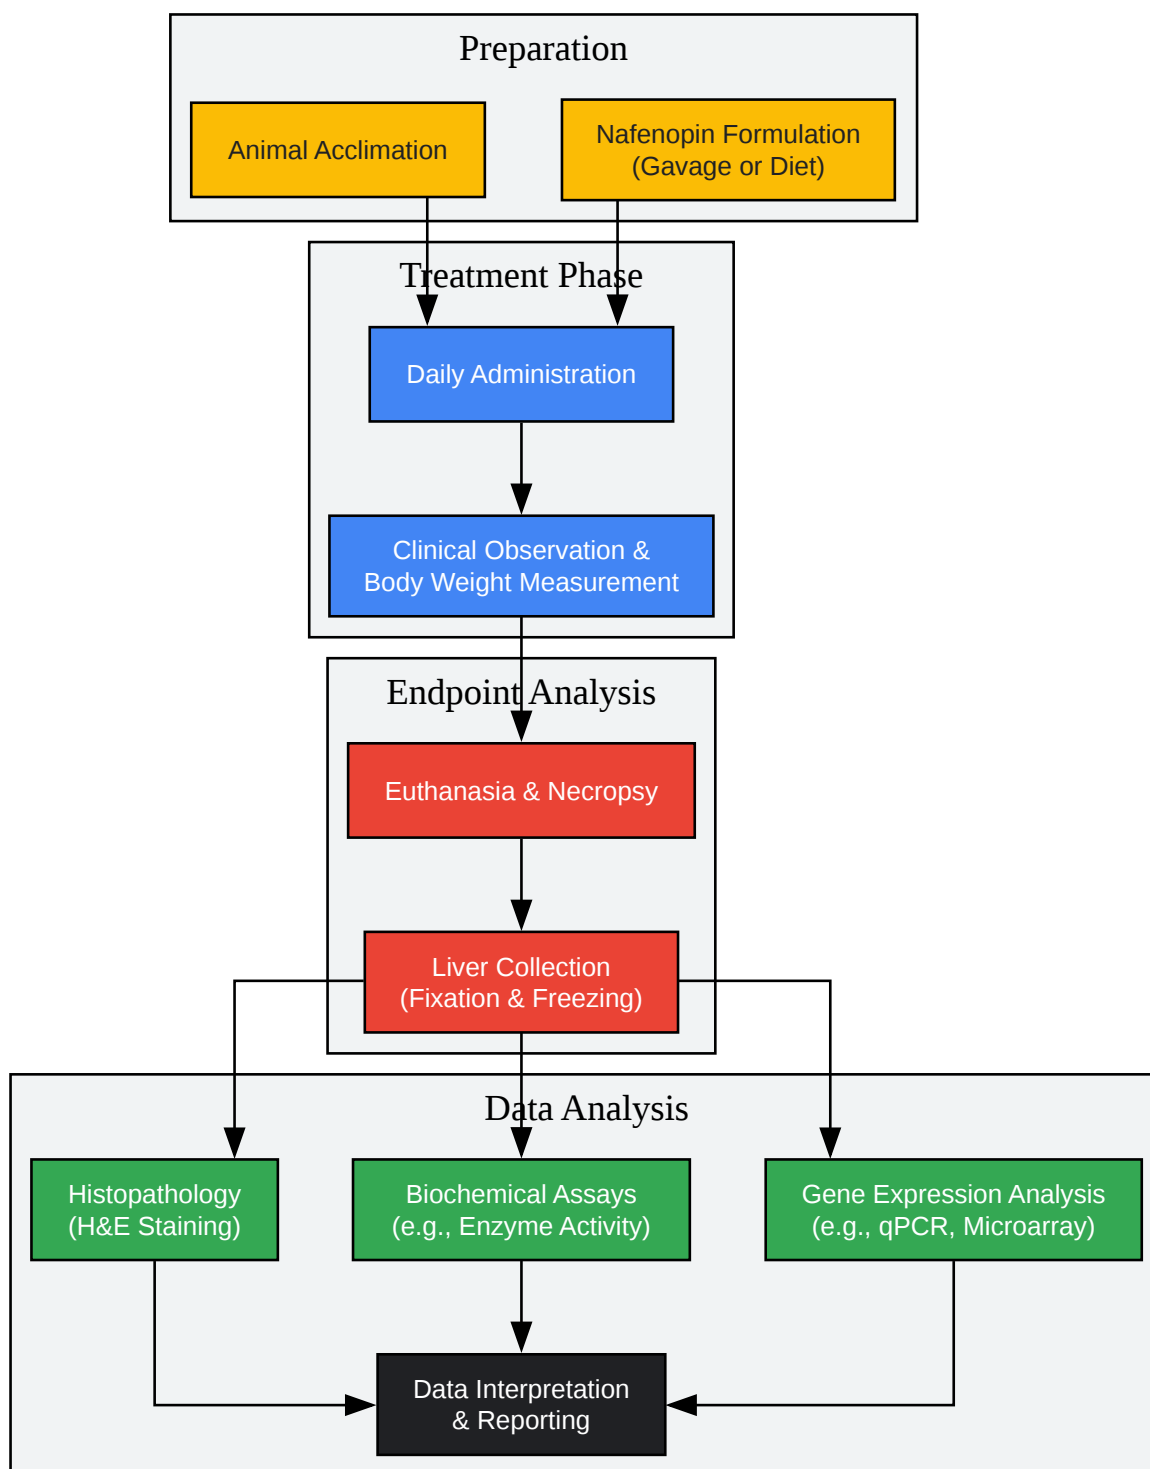 Preparation
Animal Acclimation
Nafenopin Formulation
(Gavage or Diet)
Treatment Phase
Daily Administration
Clinical Observation &
Body Weight Measurement
Endpoint Analysis
Euthanasia & Necropsy
Liver Collection
(Fixation & Freezing)
Data Analysis
Histopathology
(H&E Staining)
Biochemical Assays
(e.g., Enzyme Activity)
Gene Expression Analysis
(e.g., qPCR, Microarray)
Data Interpretation
& Reporting